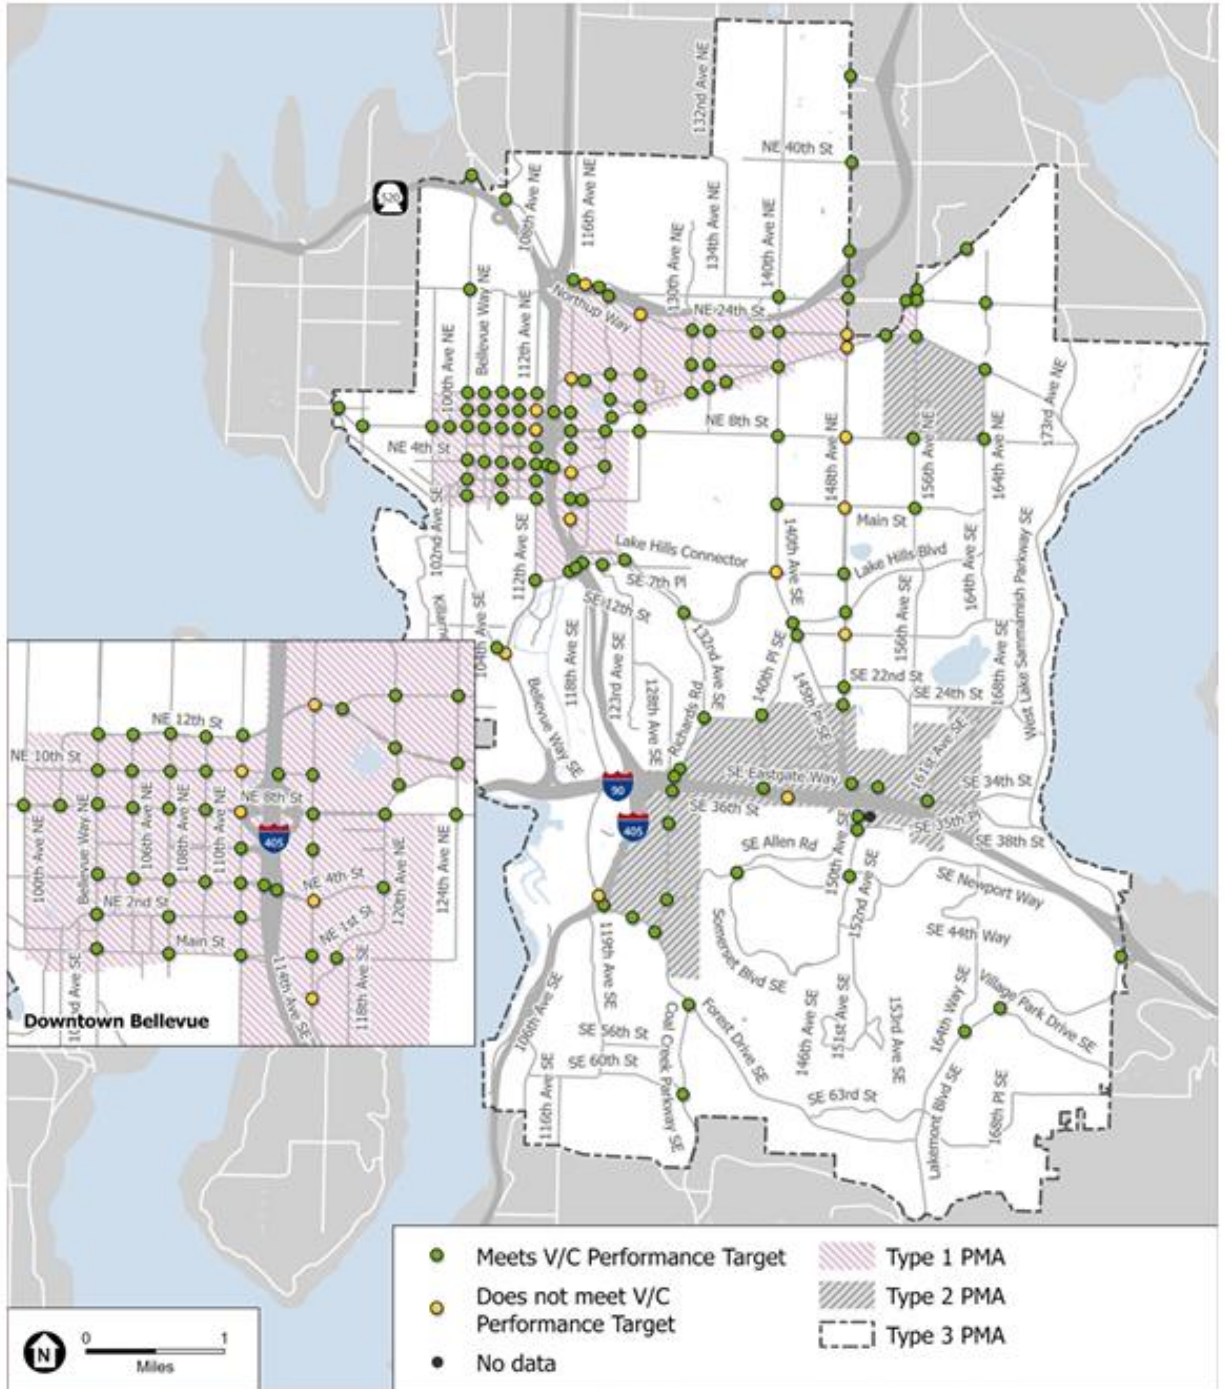 132nd Ave NE
NE 40th St
520
108th Ave NE
116th Ave NE
134th Ave NE
140th Ave NE
130th Ave NE
Bellevue Way NE
Northup Way
NE 24th St
112th Ave NE
100th Ave NE
173rd Ave NE
NE 8th St
148th Ave NE
156th Ave NE
164th Ave NE
NE 4th St
Main St
102nd Ave SE
112th Ave SE
Lake Hills Connector
140th Ave SE
Lake Hills Blvd
SE 7th Pl
164th Ave SE
West Lake Sammamish Parkway SE
SE 12th St
104th Ave SE
118th Ave SE
123rd Ave SE
128th Ave SE
132nd Ave SE
140th Pl SE
145th Pl SE
156th Ave SE
168th Ave SE
SE 22nd St
SE 24th St
Bellevue Way SE
Richards Rd
161st Ave SE
SE Eastgate Way
SE 34th St
90
SE 36th St
SE 35th Pl
405
SE 38th St
SE Allen Rd
150th Ave SE
152nd Ave SE
SE Newport Way
SE 44th Way
Somerset Blvd SE
119th Ave SE
106th Ave SE
Village Park Drive SE
164th Way SE
SE 56th St
SE 60th St
Coal Creek Parkway SE
Forest Drive SE
146th Ave SE
151st Ave SE
153rd Ave SE
116th Ave SE
SE 63rd St
Lakemont Blvd SE
168th Pl SE
NE 12th St
NE 10th St
NE 8th St
405
100th Ave NE
Bellevue Way NE
106th Ave NE
108th Ave NE
110th Ave NE
NE 4th St
120th Ave NE
124th Ave NE
NE 2nd St
NE 1st St
Main St
114th Ave SE
118th Ave SE
Downtown Bellevue
Meets V/C Performance Target
Does not meet V/C
Performance Target
No data
Type 1 PMA
Type 2 PMA
Type 3 PMA
N
0 1
Miles